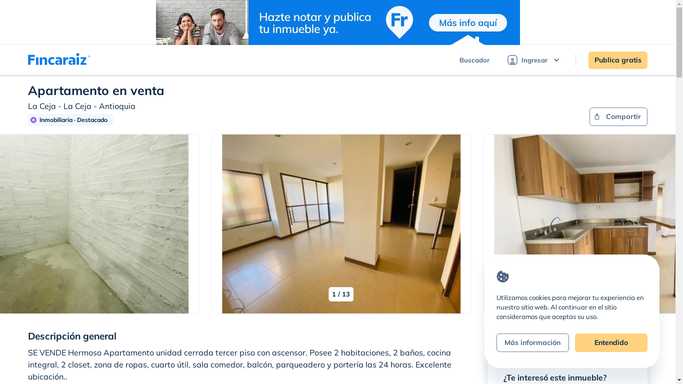 Hazte notar y publica
tu inmueble ya.
Fr
Más info aquí
Fincaraiz
Buscador
Ingresar
Publica gratis
Apartamento en venta
La Ceja - La Ceja - Antioquia
Inmobiliaria · Destacado
Compartir
1 / 13
Utilizamos cookies para mejorar tu experiencia en
nuestro sitio web. Al continuar en el sitio
consideramos que aceptas su uso.
Más información
Entendido
Descripción general
SE VENDE Hermosa Apartamento unidad cerrada tercer piso con ascensor. Posee 2 habitaciones, 2 baños, cocina
integral, 2 closet, zona de ropas, cuarto útil, sala comedor, balcón, parqueadero y portería las 24 horas. Excelente
ubicación..
¿Te interesó este inmueble?